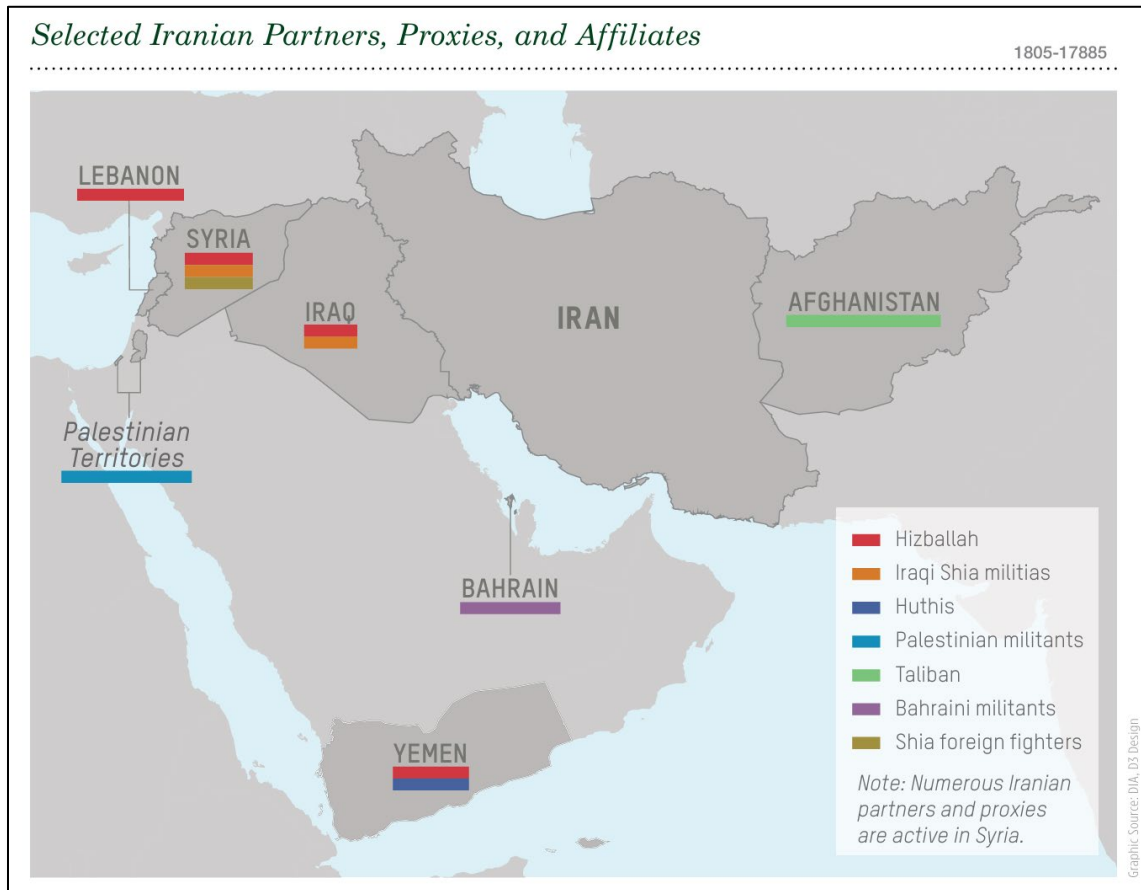 Selected Iranian Partners, Proxies, and Affiliates
1805-17885
LEBANON
SYRIA
IRAQ
IRAN
AFGHANISTAN
Palestinian
Territories
BAHRAIN
YEMEN
Hizballah
Iraqi Shia militias
Huthis
Palestinian militants
Taliban
Bahraini militants
Shia foreign fighters
Note: Numerous Iranian
partners and proxies
are active in Syria.
Graphic Source: DIA, D3 Design